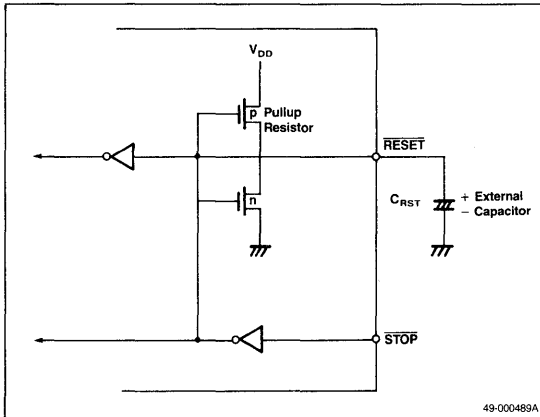 V_DD
p Pullup
Resistor
RESET
n
C_RST
+ External
- Capacitor
STOP
49-000489A